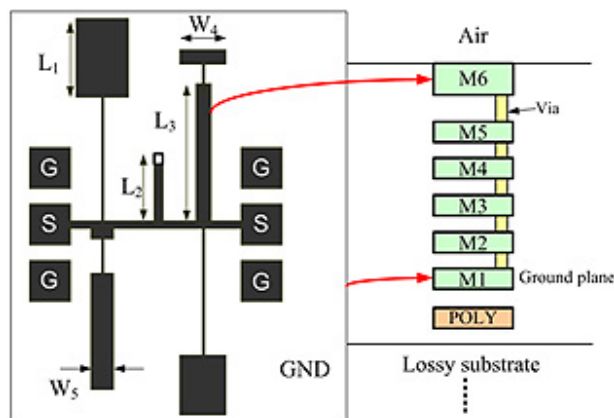 L1
W4
L3
L2
G
S
G
G
S
G
W5
GND
Air
M6
Via
M5
M4
M3
M2
M1
Ground plane
POLY
Lossy substrate